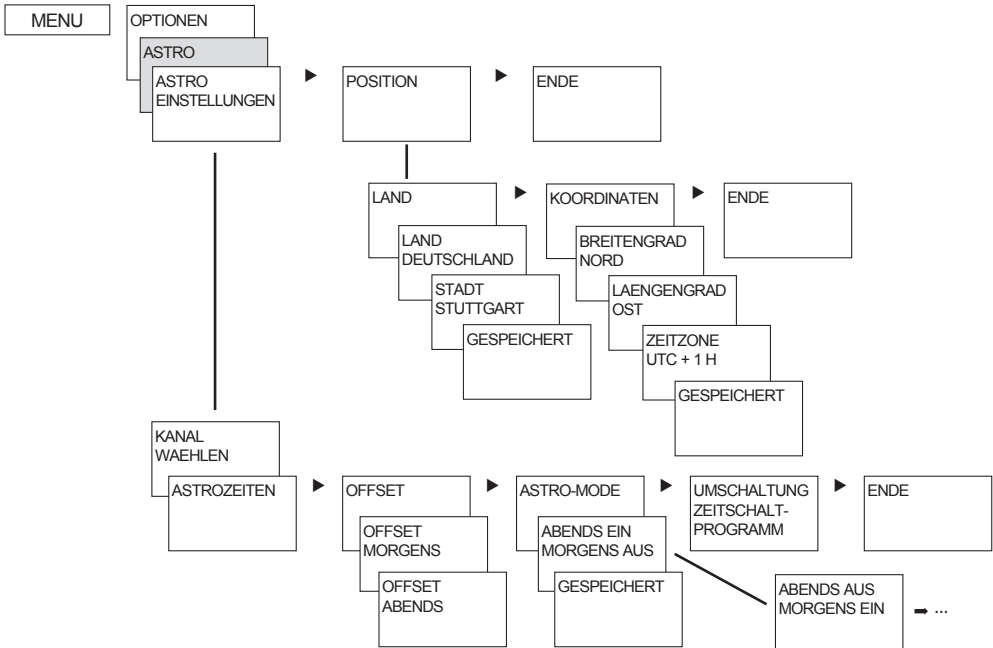 MENU
OPTIONEN
ASTRO
ASTRO
EINSTELLUNGEN
POSITION
ENDE
LAND
LAND
DEUTSCHLAND
STADT
STUTTGART
GESPEICHERT
KOORDINATEN
BREITENGRAD
NORD
LAENGENGRAD
OST
ZEITZONE
UTC + 1 H
GESPEICHERT
ENDE
KANAL
WAEHLEN
ASTROZEITEN
OFFSET
OFFSET
MORGENS
OFFSET
ABENDS
ASTRO-MODE
ABENDS EIN
MORGENS AUS
GESPEICHERT
UMSCHALTUNG
ZEITSCHALT-
PROGRAMM
ENDE
ABENDS AUS
MORGENS EIN
...